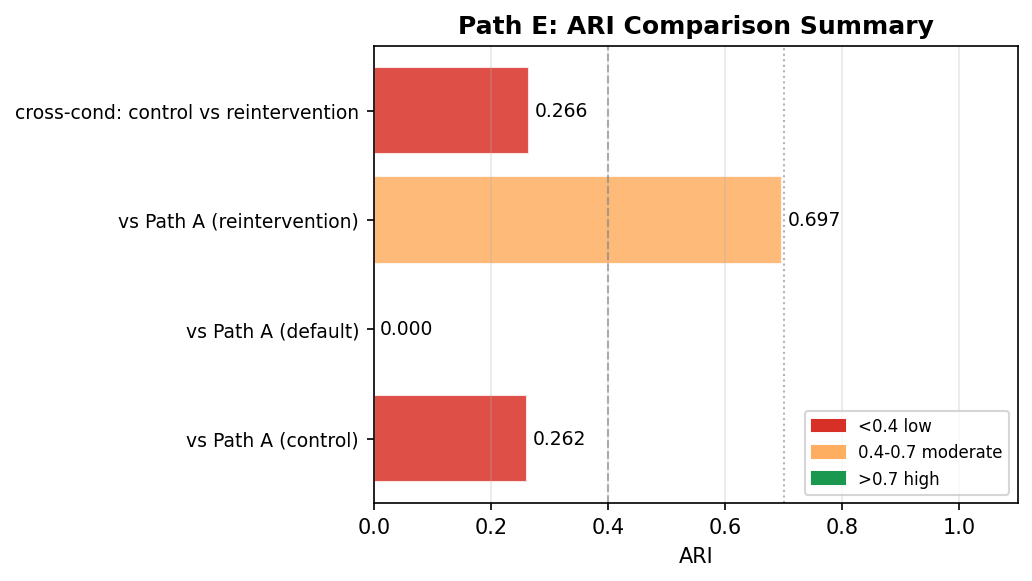 Path E: ARI Comparison Summary
cross-cond: control vs reintervention
0.266
vs Path A (reintervention)
0.697
vs Path A (default)
0.000
vs Path A (control)
0.262
<0.4 low
0.4-0.7 moderate
>0.7 high
0.0 0.2 0.4 0.6 0.8 1.0
ARI